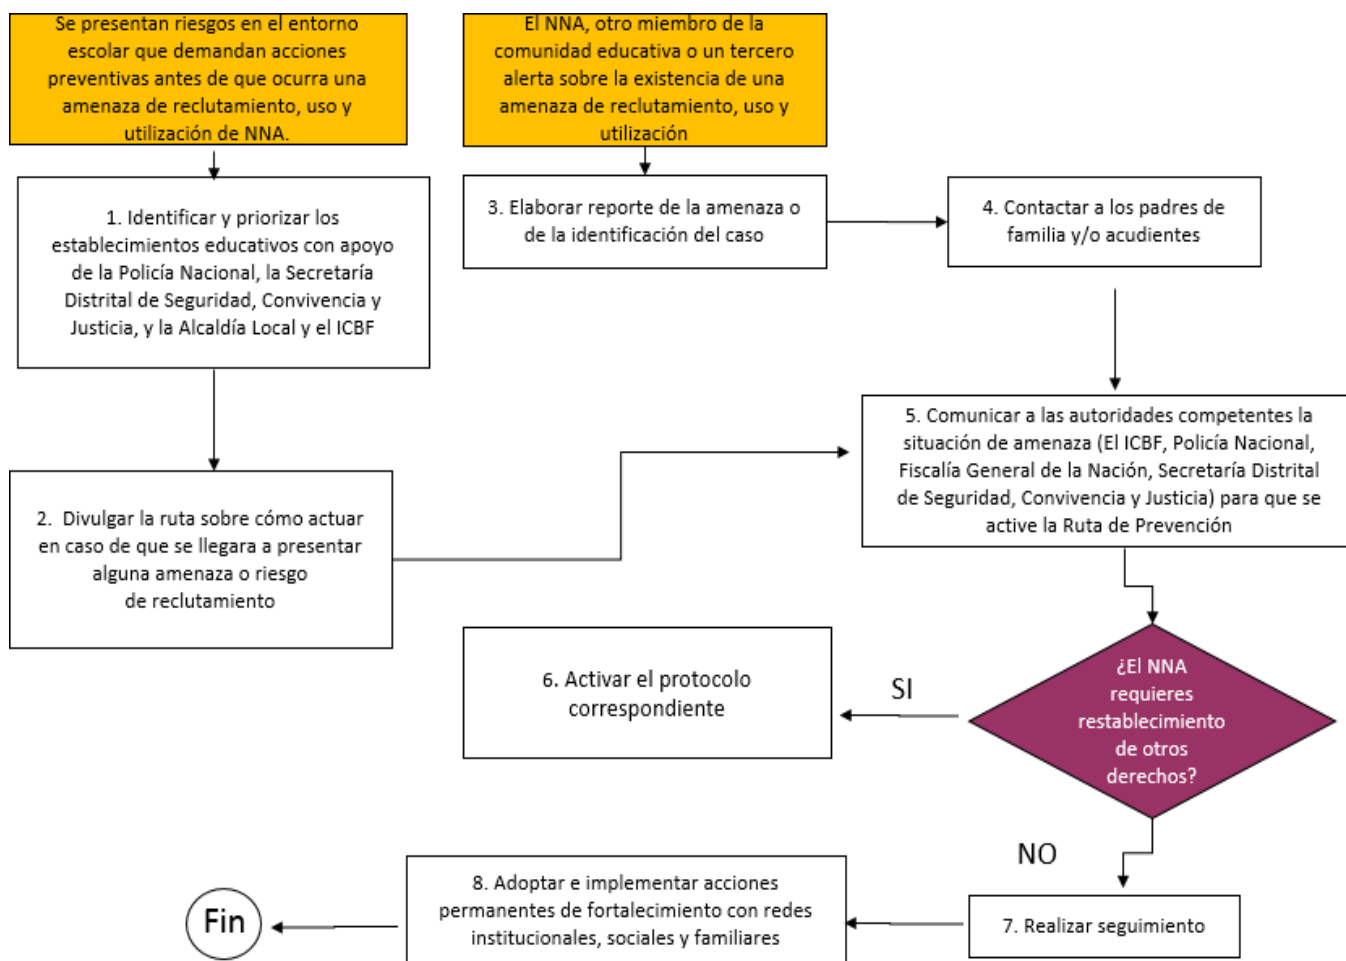 Se presentan riesgos en el entorno
escolar que demandan acciones
preventivas antes de que ocurra una
amenaza de reclutamiento, uso y
utilización de NNA.
El NNA, otro miembro de la
comunidad educativa o un tercero
alerta sobre la existencia de una
amenaza de reclutamiento, uso y
utilización
1. Identificar y priorizar los
establecimientos educativos con apoyo
de la Policía Nacional, la Secretaría
Distrital de Seguridad, Convivencia y
Justicia, y la Alcaldía Local y el ICBF
3. Elaborar reporte de la amenaza o
de la identificación del caso
4. Contactar a los padres de
familia y/o acudientes
2. Divulgar la ruta sobre cómo actuar
en caso de que se llegara a presentar
alguna amenaza o riesgo
de reclutamiento
5. Comunicar a las autoridades competentes la
situación de amenaza (El ICBF, Policía Nacional,
Fiscalía General de la Nación, Secretaría Distrital
de Seguridad, Convivencia y Justicia) para que se
active la Ruta de Prevención
¿El NNA
requieres
restablecimiento
de otros
derechos?
SI
6. Activar el protocolo
correspondiente
NO
7. Realizar seguimiento
8. Adoptar e implementar acciones
permanentes de fortalecimiento con redes
institucionales, sociales y familiares
Fin